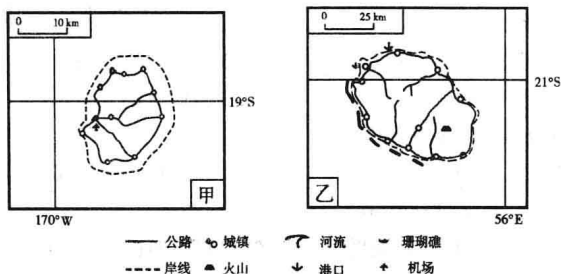 0 10 km
0 25 km
19°S
21°S
甲
乙
170°W
56°E
公路 城镇 河流 珊瑚礁
岸线 火山 港口 机场